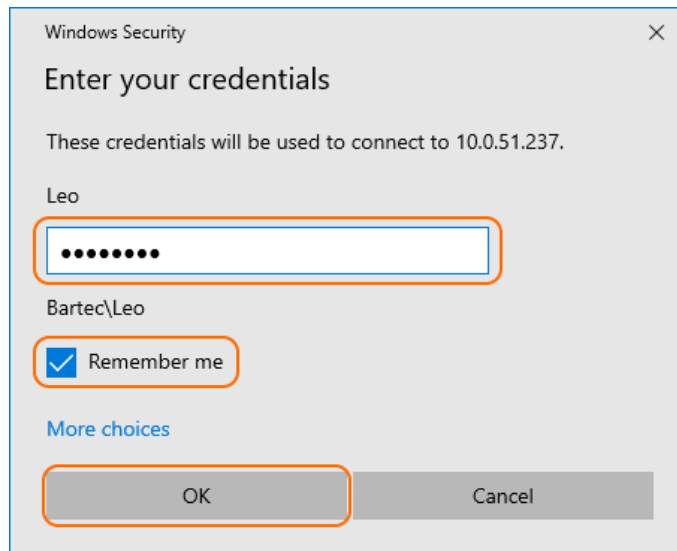 Windows Security
Enter your credentials
These credentials will be used to connect to 10.0.51.237.
Leo
••••••••
Bartec\Leo
Remember me
More choices
OK Cancel